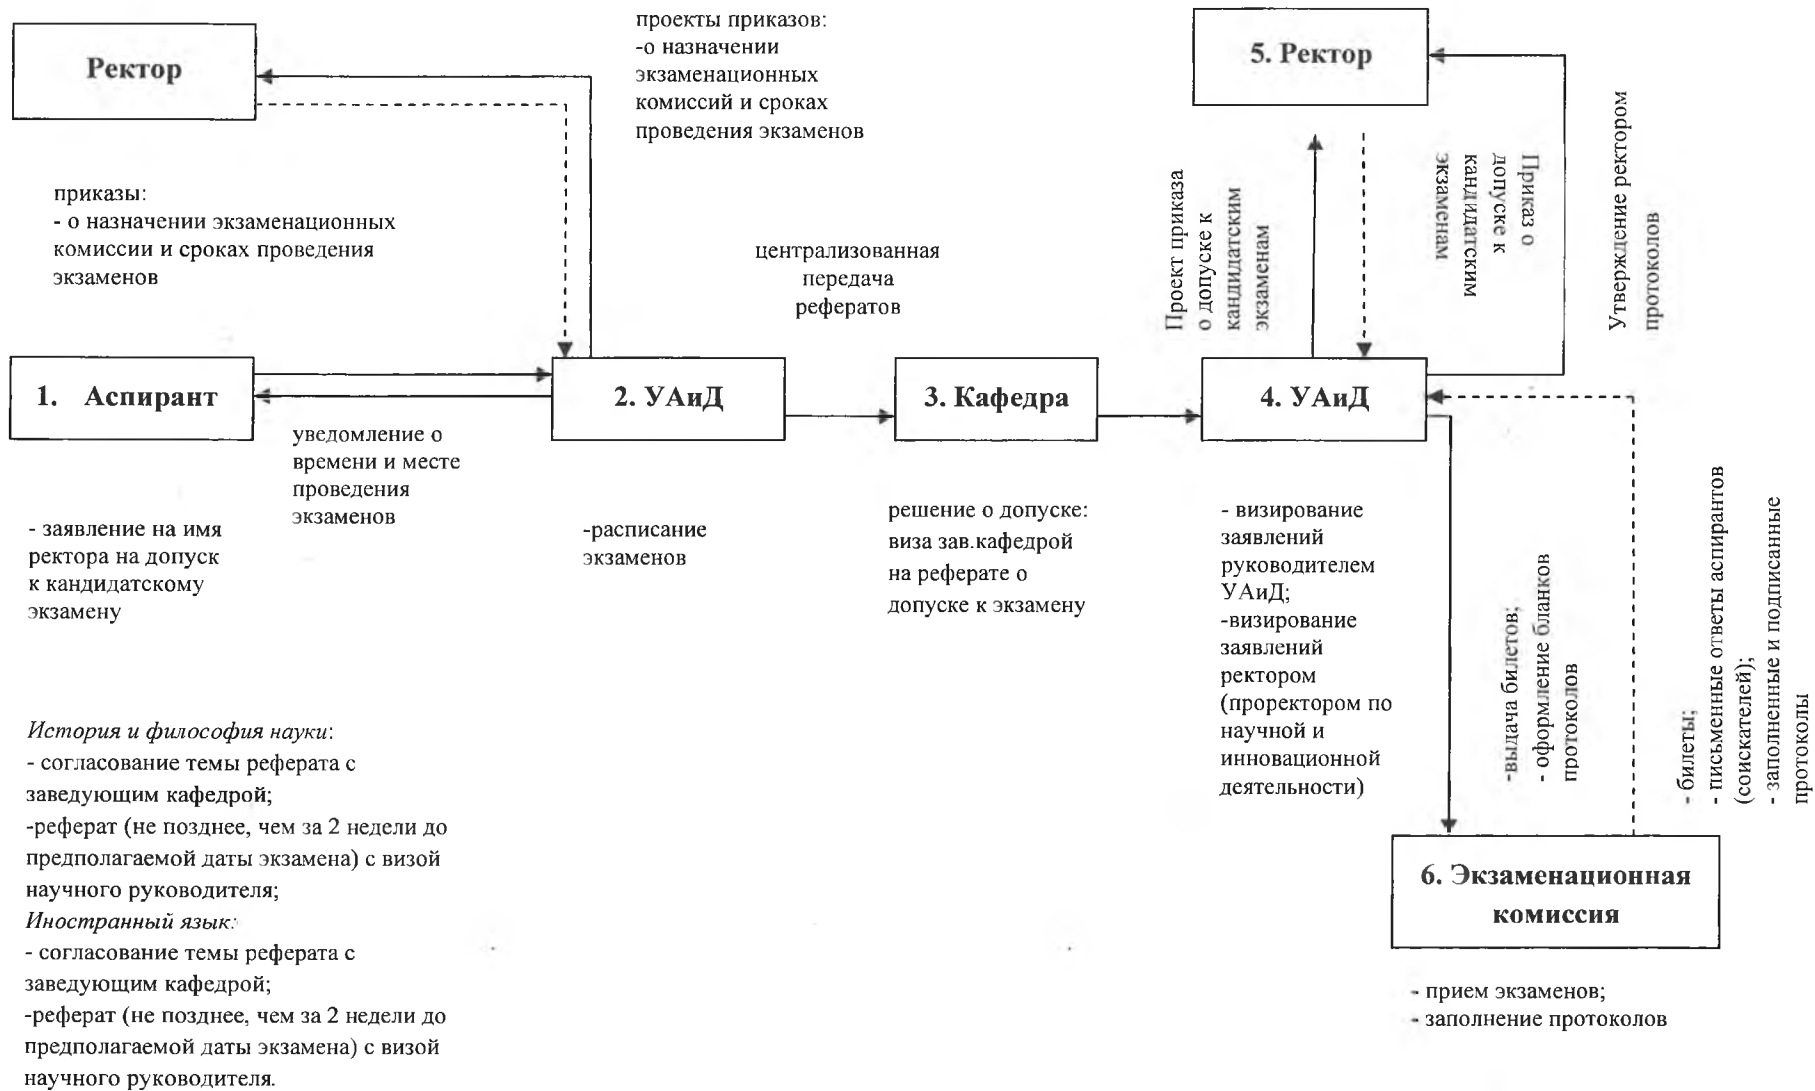 Ректор
проекты приказов:
-о назначении
экзаменационных
комиссий и сроках
проведения экзаменов
5. Ректор
приказы:
- о назначении экзаменационных
комиссии и сроках проведения
экзаменов
централизованная
передача
рефератов
Проект приказа
о допуске к
кандидатским
экзаменам
Приказ о
допуске к
кандидатским
экзаменам
Утверждение ректором
протоколов
1. Аспирант
2. УАиД
3. Кафедра
4. УАиД
уведомление о
времени и месте
проведения
экзаменов
- заявление на имя
ректора на допуск
к кандидатскому
экзамену
-расписание
экзаменов
решение о допуске:
виза зав.кафедрой
на реферате о
допуске к экзамену
- визирование
заявлений
руководителем
УАиД;
-визирование
заявлений
ректором
(проректором по
научной и
инновационной
деятельности)
-выдача билетов;
- оформление бланков
протоколов
- билеты;
- письменные ответы аспирантов
(соискателей);
- заполненные и подписанные
протоколы
История и философия науки:
- согласование темы реферата с
заведующим кафедрой;
-реферат (не позднее, чем за 2 недели до
предполагаемой даты экзамена) с визой
научного руководителя;
Иностранный язык:
- согласование темы реферата с
заведующим кафедрой;
-реферат (не позднее, чем за 2 недели до
предполагаемой даты экзамена) с визой
научного руководителя.
6. Экзаменационная
комиссия
- прием экзаменов;
- заполнение протоколов